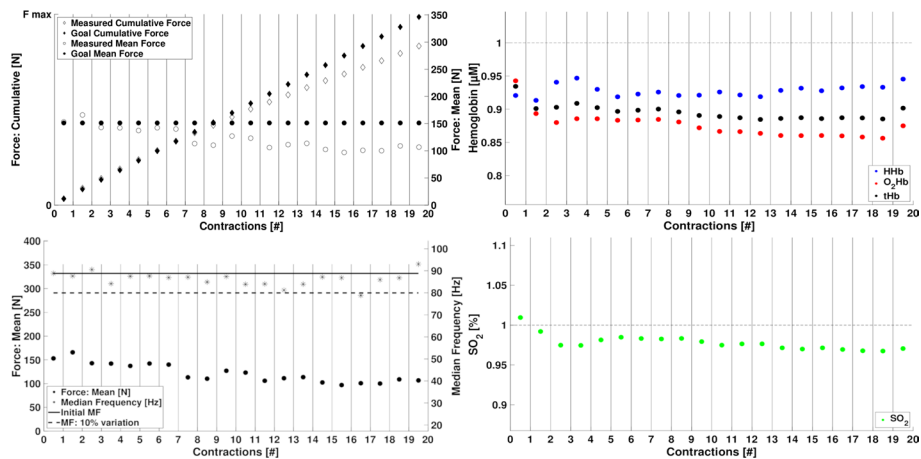 F max
350
300
250
200
150
100
50
0
0
Force: Cumulative [N]
Force: Mean [N]
Measured Cumulative Force
Goal Cumulative Force
Measured Mean Force
Goal Mean Force
0 1 2 3 4 5 6 7 8 9 10 11 12 13 14 15 16 17 18 19 20
Contractions [#]
1
0.95
0.9
0.85
0.8
Hemoglobin [μM]
HHb
O2Hb
tHb
0 1 2 3 4 5 6 7 8 9 10 11 12 13 14 15 16 17 18 19 20
Contractions [#]
400
350
300
250
200
150
100
50
0
Force: Mean [N]
100
90
80
70
60
50
40
30
20
Median Frequency [Hz]
Force: Mean [N]
Median Frequency [Hz]
Initial MF
MF: 10% variation
0 1 2 3 4 5 6 7 8 9 10 11 12 13 14 15 16 17 18 19 20
Contractions [#]
1.1
1.05
1
0.95
0.9
SO2 [%]
SO2
0 1 2 3 4 5 6 7 8 9 10 11 12 13 14 15 16 17 18 19 20
Contractions [#]